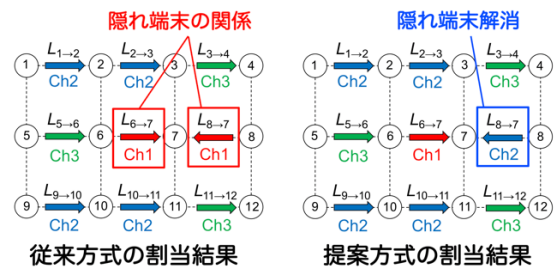 隠れ端末の関係
隠れ端末解消
1 L1→2 2 L2→3 3 L3→4 4
Ch2 Ch2 Ch3
5 L5→6 6 L6→7 7 L8→7 8
Ch3 Ch1 Ch1
9 L9→10 10 L10→11 11 L11→12 12
Ch2 Ch2 Ch3
従来方式の割当結果
1 L1→2 2 L2→3 3 L3→4 4
Ch2 Ch2 Ch3
5 L5→6 6 L6→7 7 L8→7 8
Ch3 Ch1 Ch2
9 L9→10 10 L10→11 11 L11→12 12
Ch2 Ch2 Ch3
提案方式の割当結果